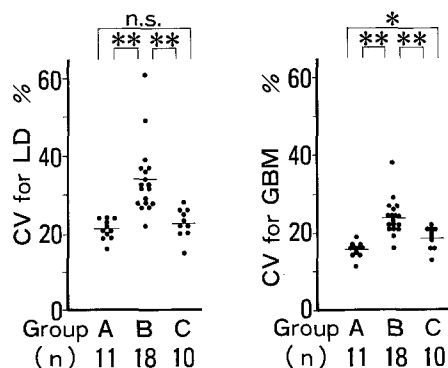 n.s.
** **
*
** **
CV for LD %
60
40
20
0
Group A B C
(n) 11 18 10
CV for GBM %
60
40
20
0
A B C
(n) 11 18 10